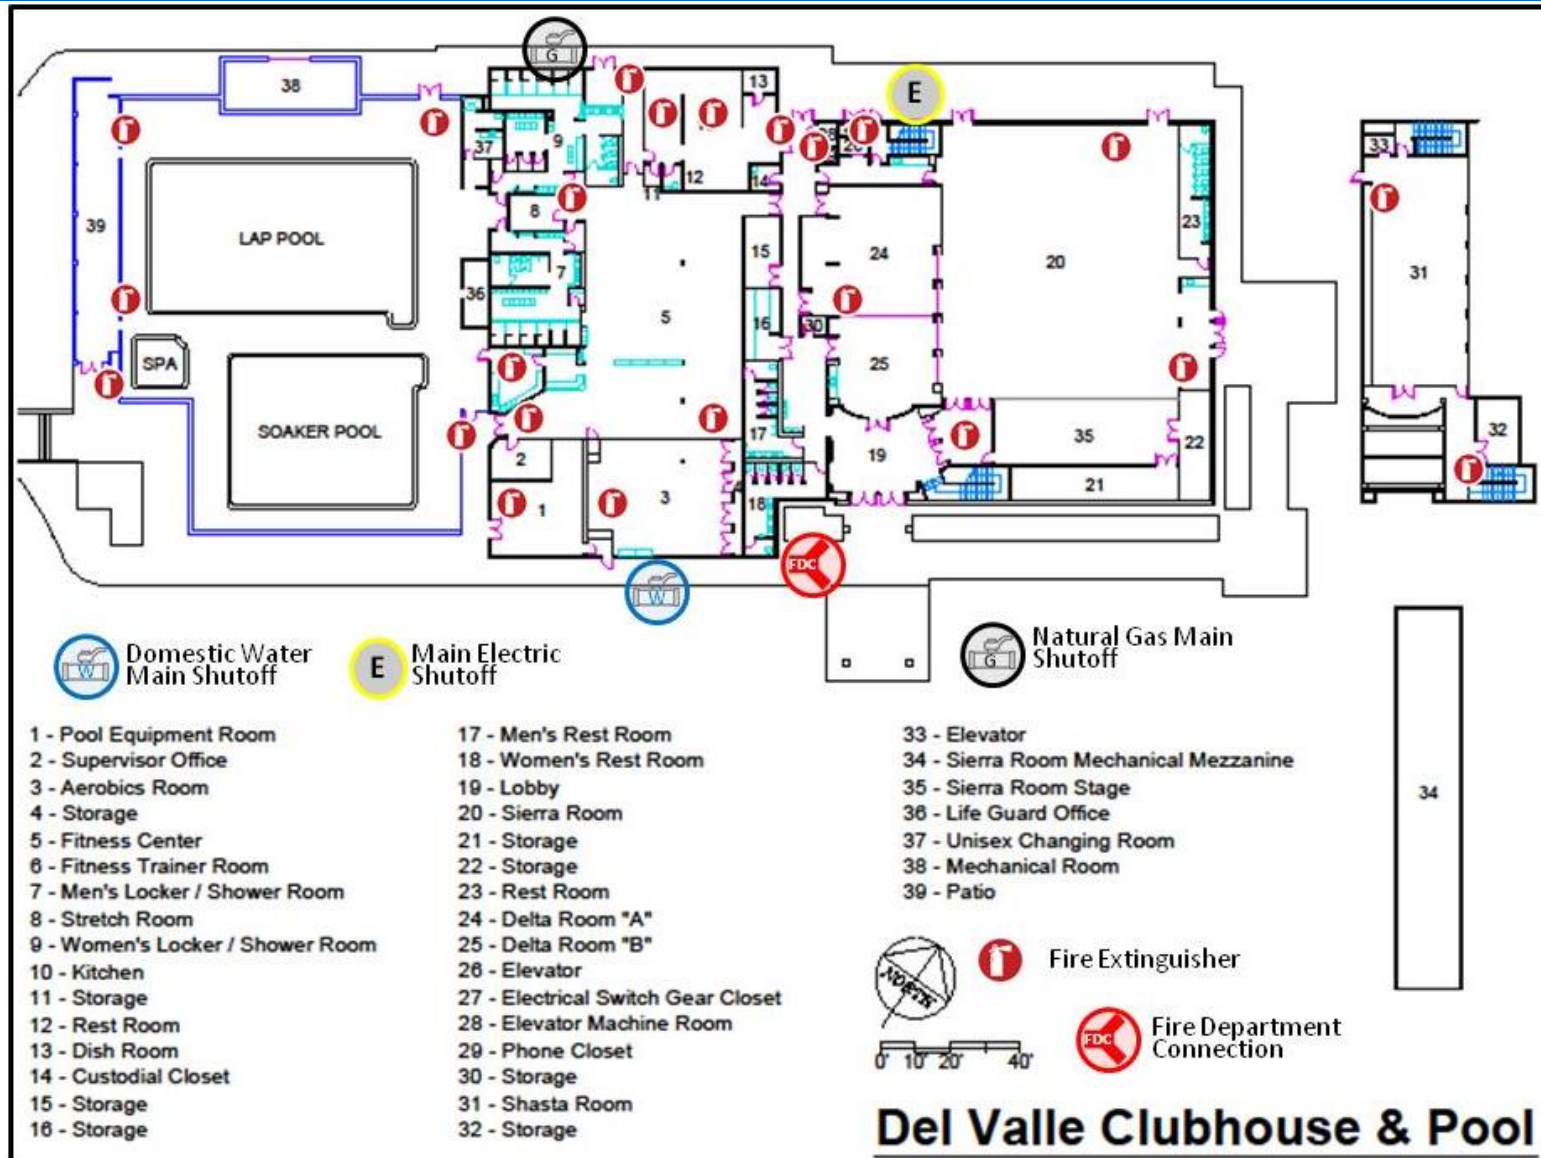 G
E
38
13
37
9
33
12
14
11
39
8
23
LAP POOL
15
24
20
7
31
36
5
16
30
SPA
25
SOAKER POOL
17
19
35
22
32
2
3
18
21
1
FDC
W
Domestic Water
Main Shutoff
E
Main Electric
Shutoff
G
Natural Gas Main
Shutoff
1 - Pool Equipment Room
2 - Supervisor Office
3 - Aerobics Room
4 - Storage
5 - Fitness Center
6 - Fitness Trainer Room
7 - Men's Locker / Shower Room
8 - Stretch Room
9 - Women's Locker / Shower Room
10 - Kitchen
11 - Storage
12 - Rest Room
13 - Dish Room
14 - Custodial Closet
15 - Storage
16 - Storage
17 - Men's Rest Room
18 - Women's Rest Room
19 - Lobby
20 - Sierra Room
21 - Storage
22 - Storage
23 - Rest Room
24 - Delta Room "A"
25 - Delta Room "B"
26 - Elevator
27 - Electrical Switch Gear Closet
28 - Elevator Machine Room
29 - Phone Closet
30 - Storage
31 - Shasta Room
32 - Storage
33 - Elevator
34 - Sierra Room Mechanical Mezzanine
35 - Sierra Room Stage
36 - Life Guard Office
37 - Unisex Changing Room
38 - Mechanical Room
39 - Patio
34
NORTH
Fire Extinguisher
FDC
Fire Department
Connection
0' 10' 20' 40'
Del Valle Clubhouse & Pool